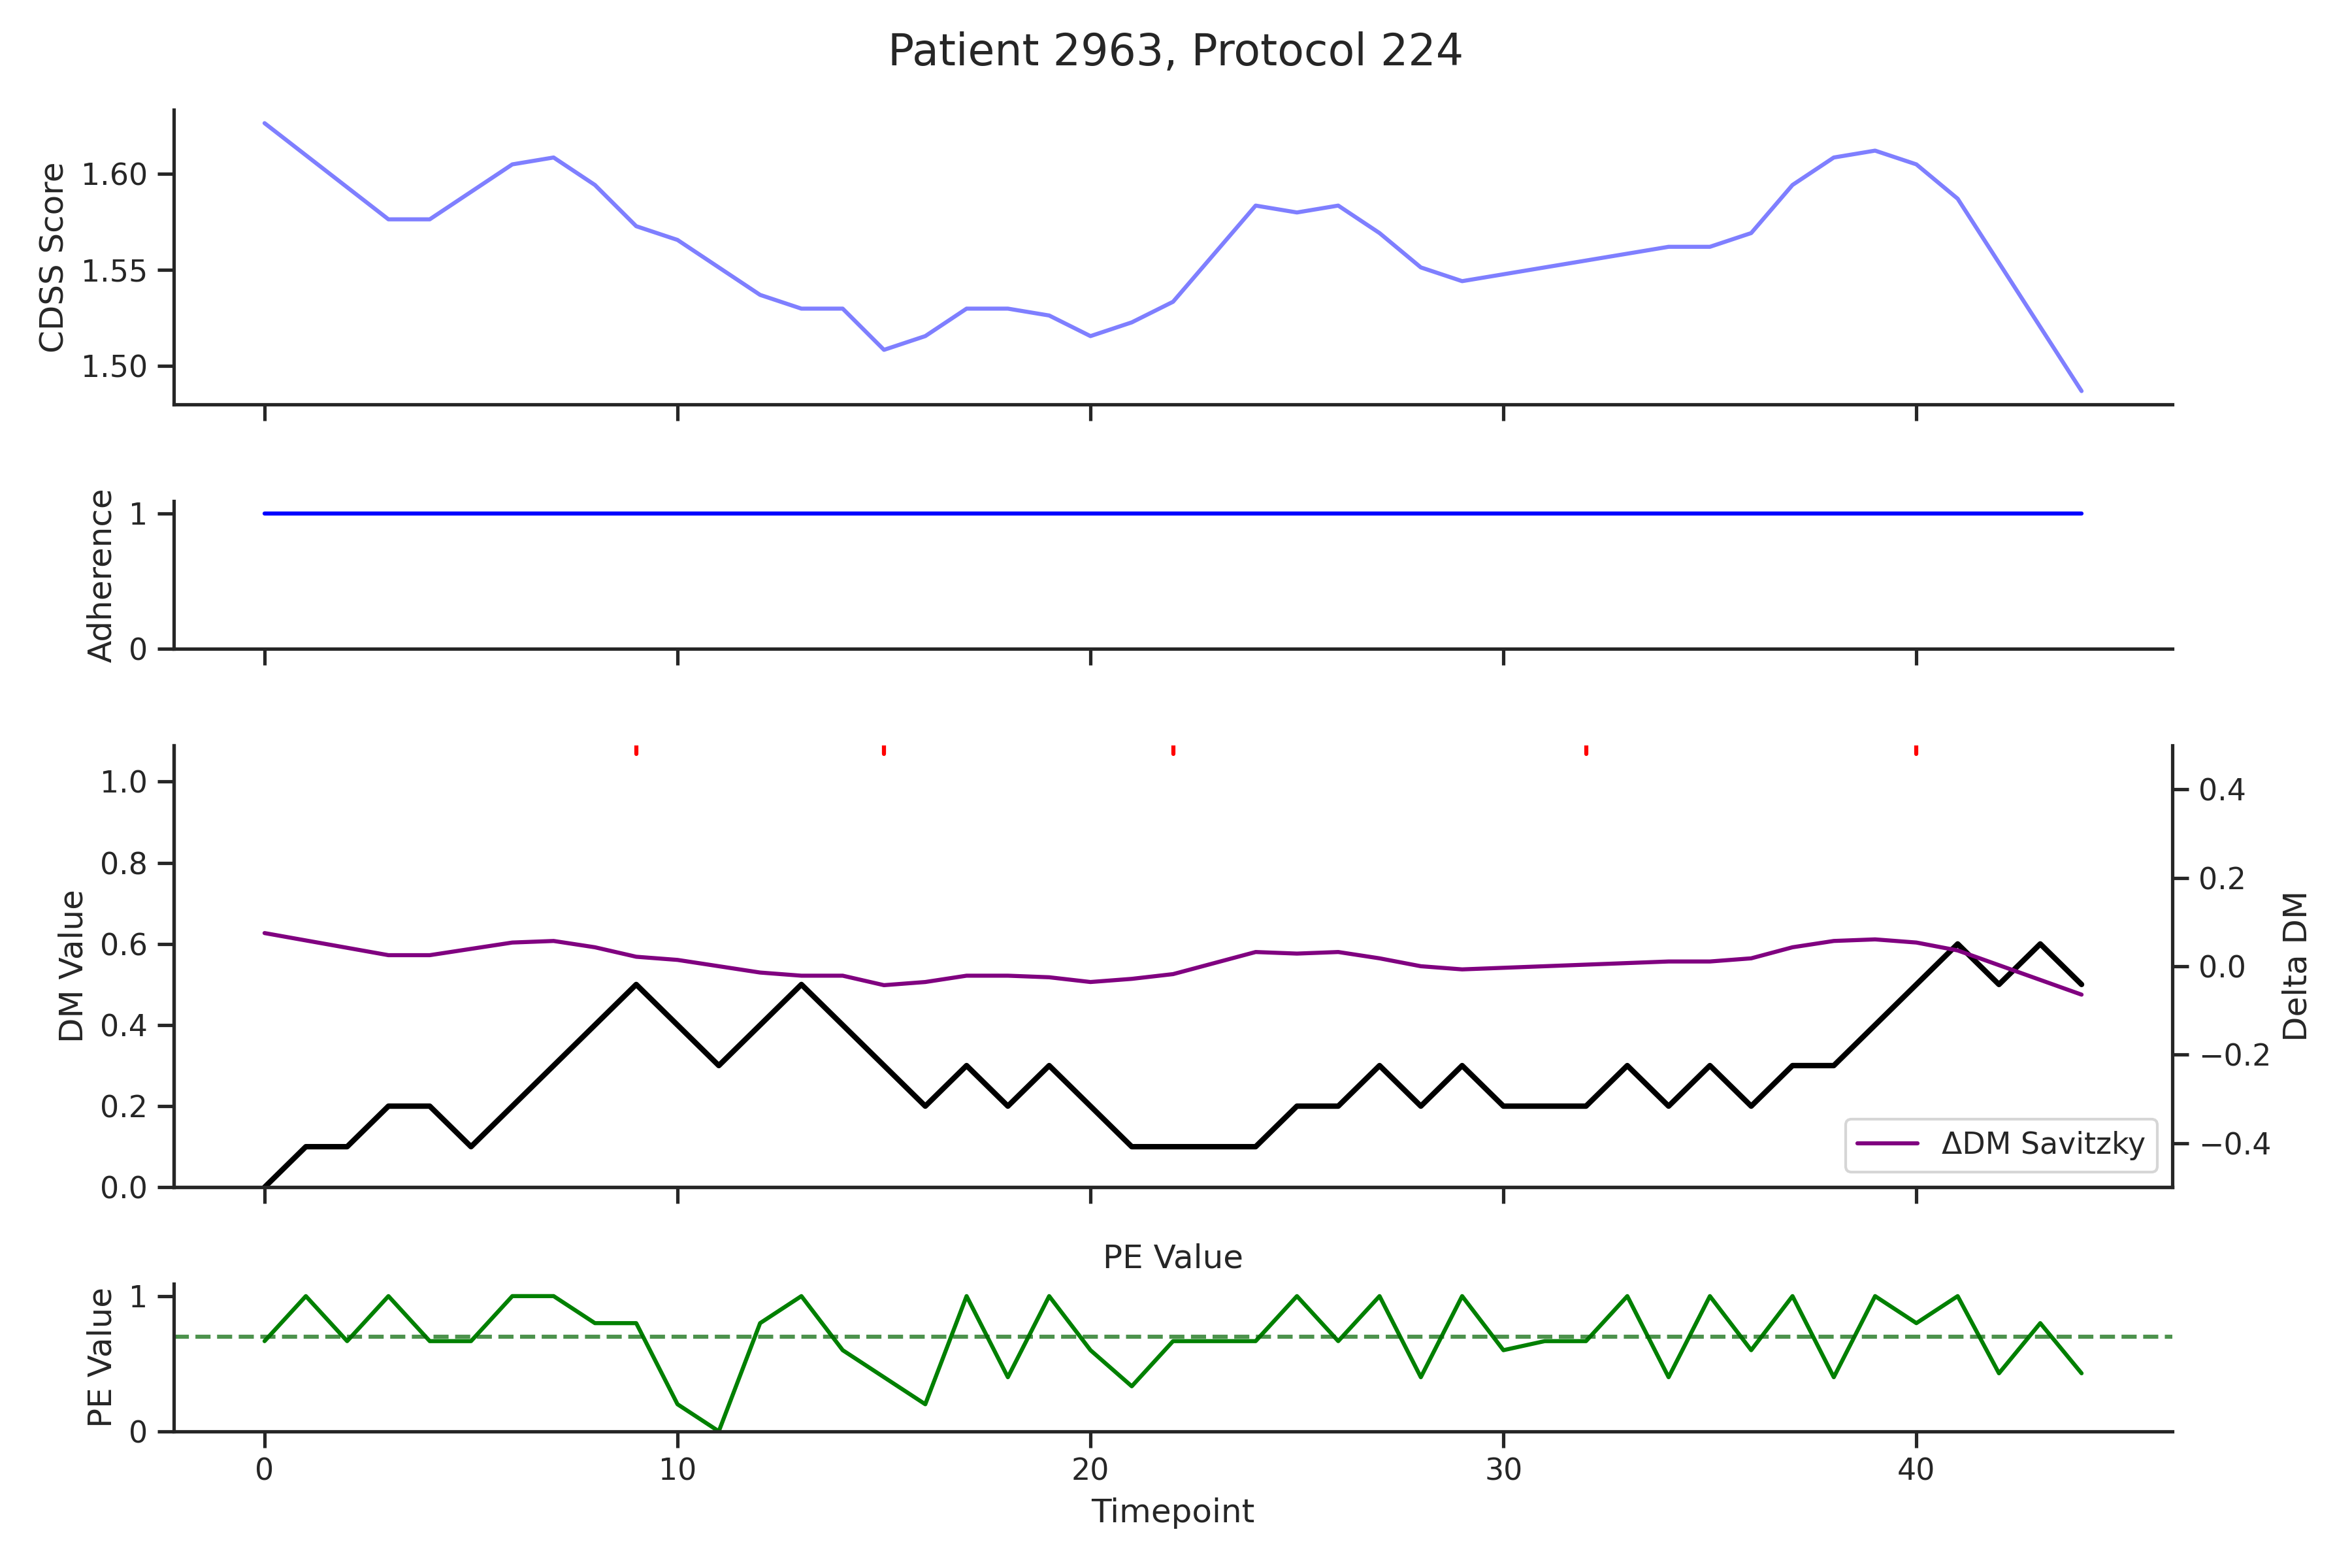 Patient 2963, Protocol 224
CDSS Score
1.60
1.55
1.50
Adherence
1
0
DM Value
1.0
0.8
0.6
0.4
0.2
0.0
0.4
0.2
0.0
−0.2
−0.4
Delta DM
ΔDM Savitzky
PE Value
PE Value
1
0
0 10 20 30 40
Timepoint